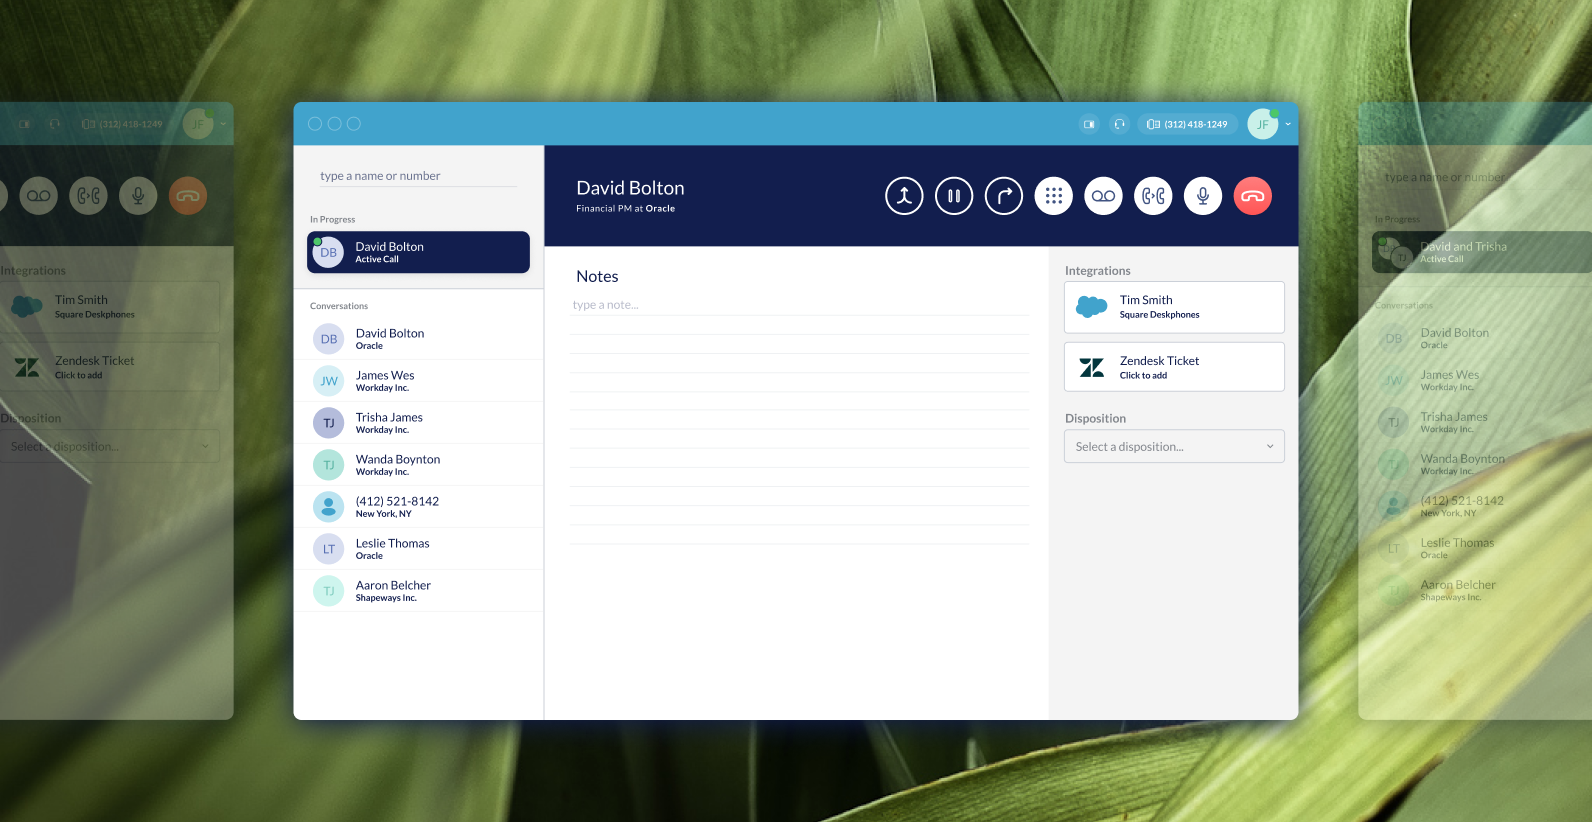 (312) 418-1249
JF
Integrations
Tim Smith
Square Deskphones
Zendesk Ticket
Click to add
Disposition
Select a disposition...
(312) 418-1249
JF
type a name or number
In Progress
DB
David Bolton
Active Call
Conversations
DB
David Bolton
Oracle
JW
James Wes
Workday Inc.
TJ
Trisha James
Workday Inc.
TJ
Wanda Boynton
Workday Inc.
(412) 521-8142
New York, NY
LT
Leslie Thomas
Oracle
TJ
Aaron Belcher
Shapeways Inc.
David Bolton
Financial PM at Oracle
Notes
type a note...
Integrations
Tim Smith
Square Deskphones
Zendesk Ticket
Click to add
Disposition
Select a disposition...
type a name or number
In Progress
TJ
David and Trisha
Active Call
Conversations
DB
David Bolton
Oracle
JW
James Wes
Workday Inc.
TJ
Trisha James
Workday Inc.
TJ
Wanda Boynton
Workday Inc.
(412) 521-8142
New York, NY
LT
Leslie Thomas
Oracle
Aaron Belcher
Shapeways Inc.